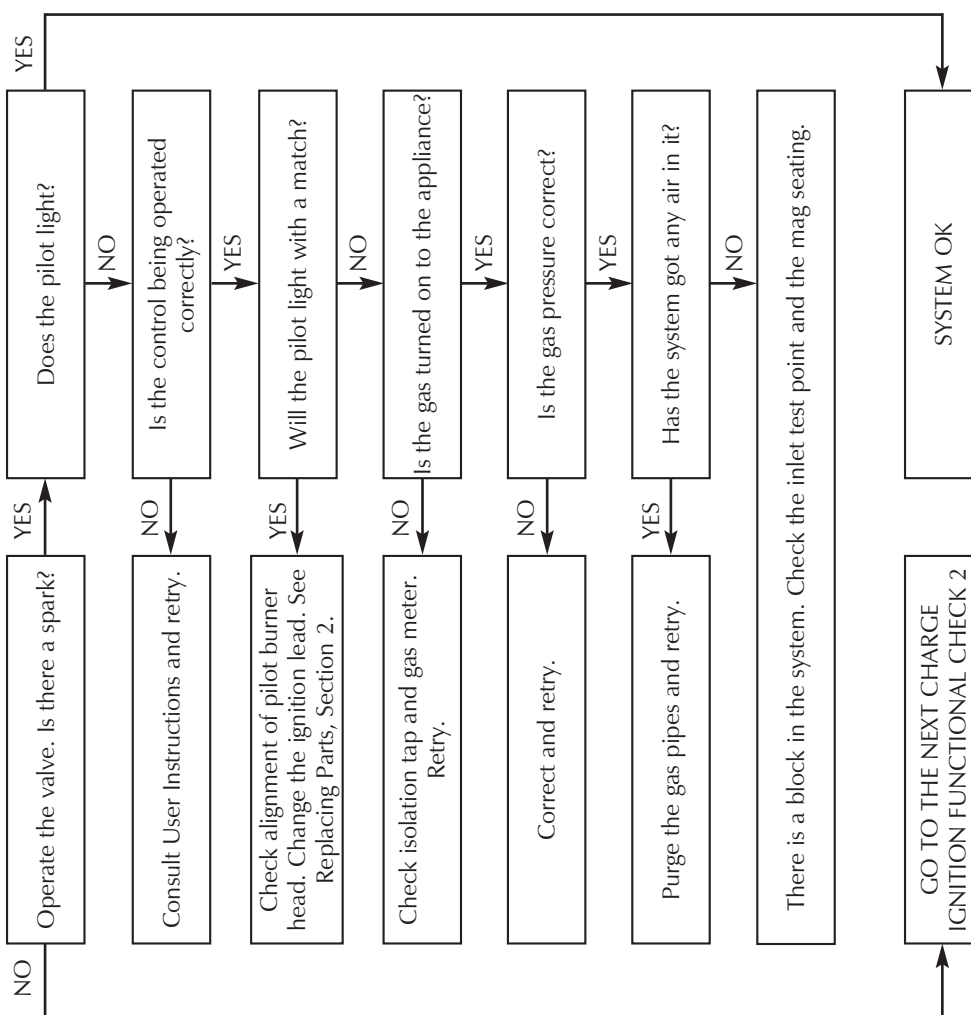 NO
Operate the valve. Is there a spark?
YES
Does the pilot light?
YES
NO
Consult User Instructions and retry.
NO
Is the control being operated
correctly?
YES
Check alignment of pilot burner
head. Change the ignition lead. See
Replacing Parts, Section 2.
YES
Will the pilot light with a match?
NO
Check isolation tap and gas meter.
Retry.
NO
Is the gas turned on to the appliance?
YES
Correct and retry.
NO
Is the gas pressure correct?
YES
Purge the gas pipes and retry.
YES
Has the system got any air in it?
NO
There is a block in the system. Check the inlet test point and the mag seating.
GO TO THE NEXT CHARGE
IGNITION FUNCTIONAL CHECK 2
SYSTEM OK